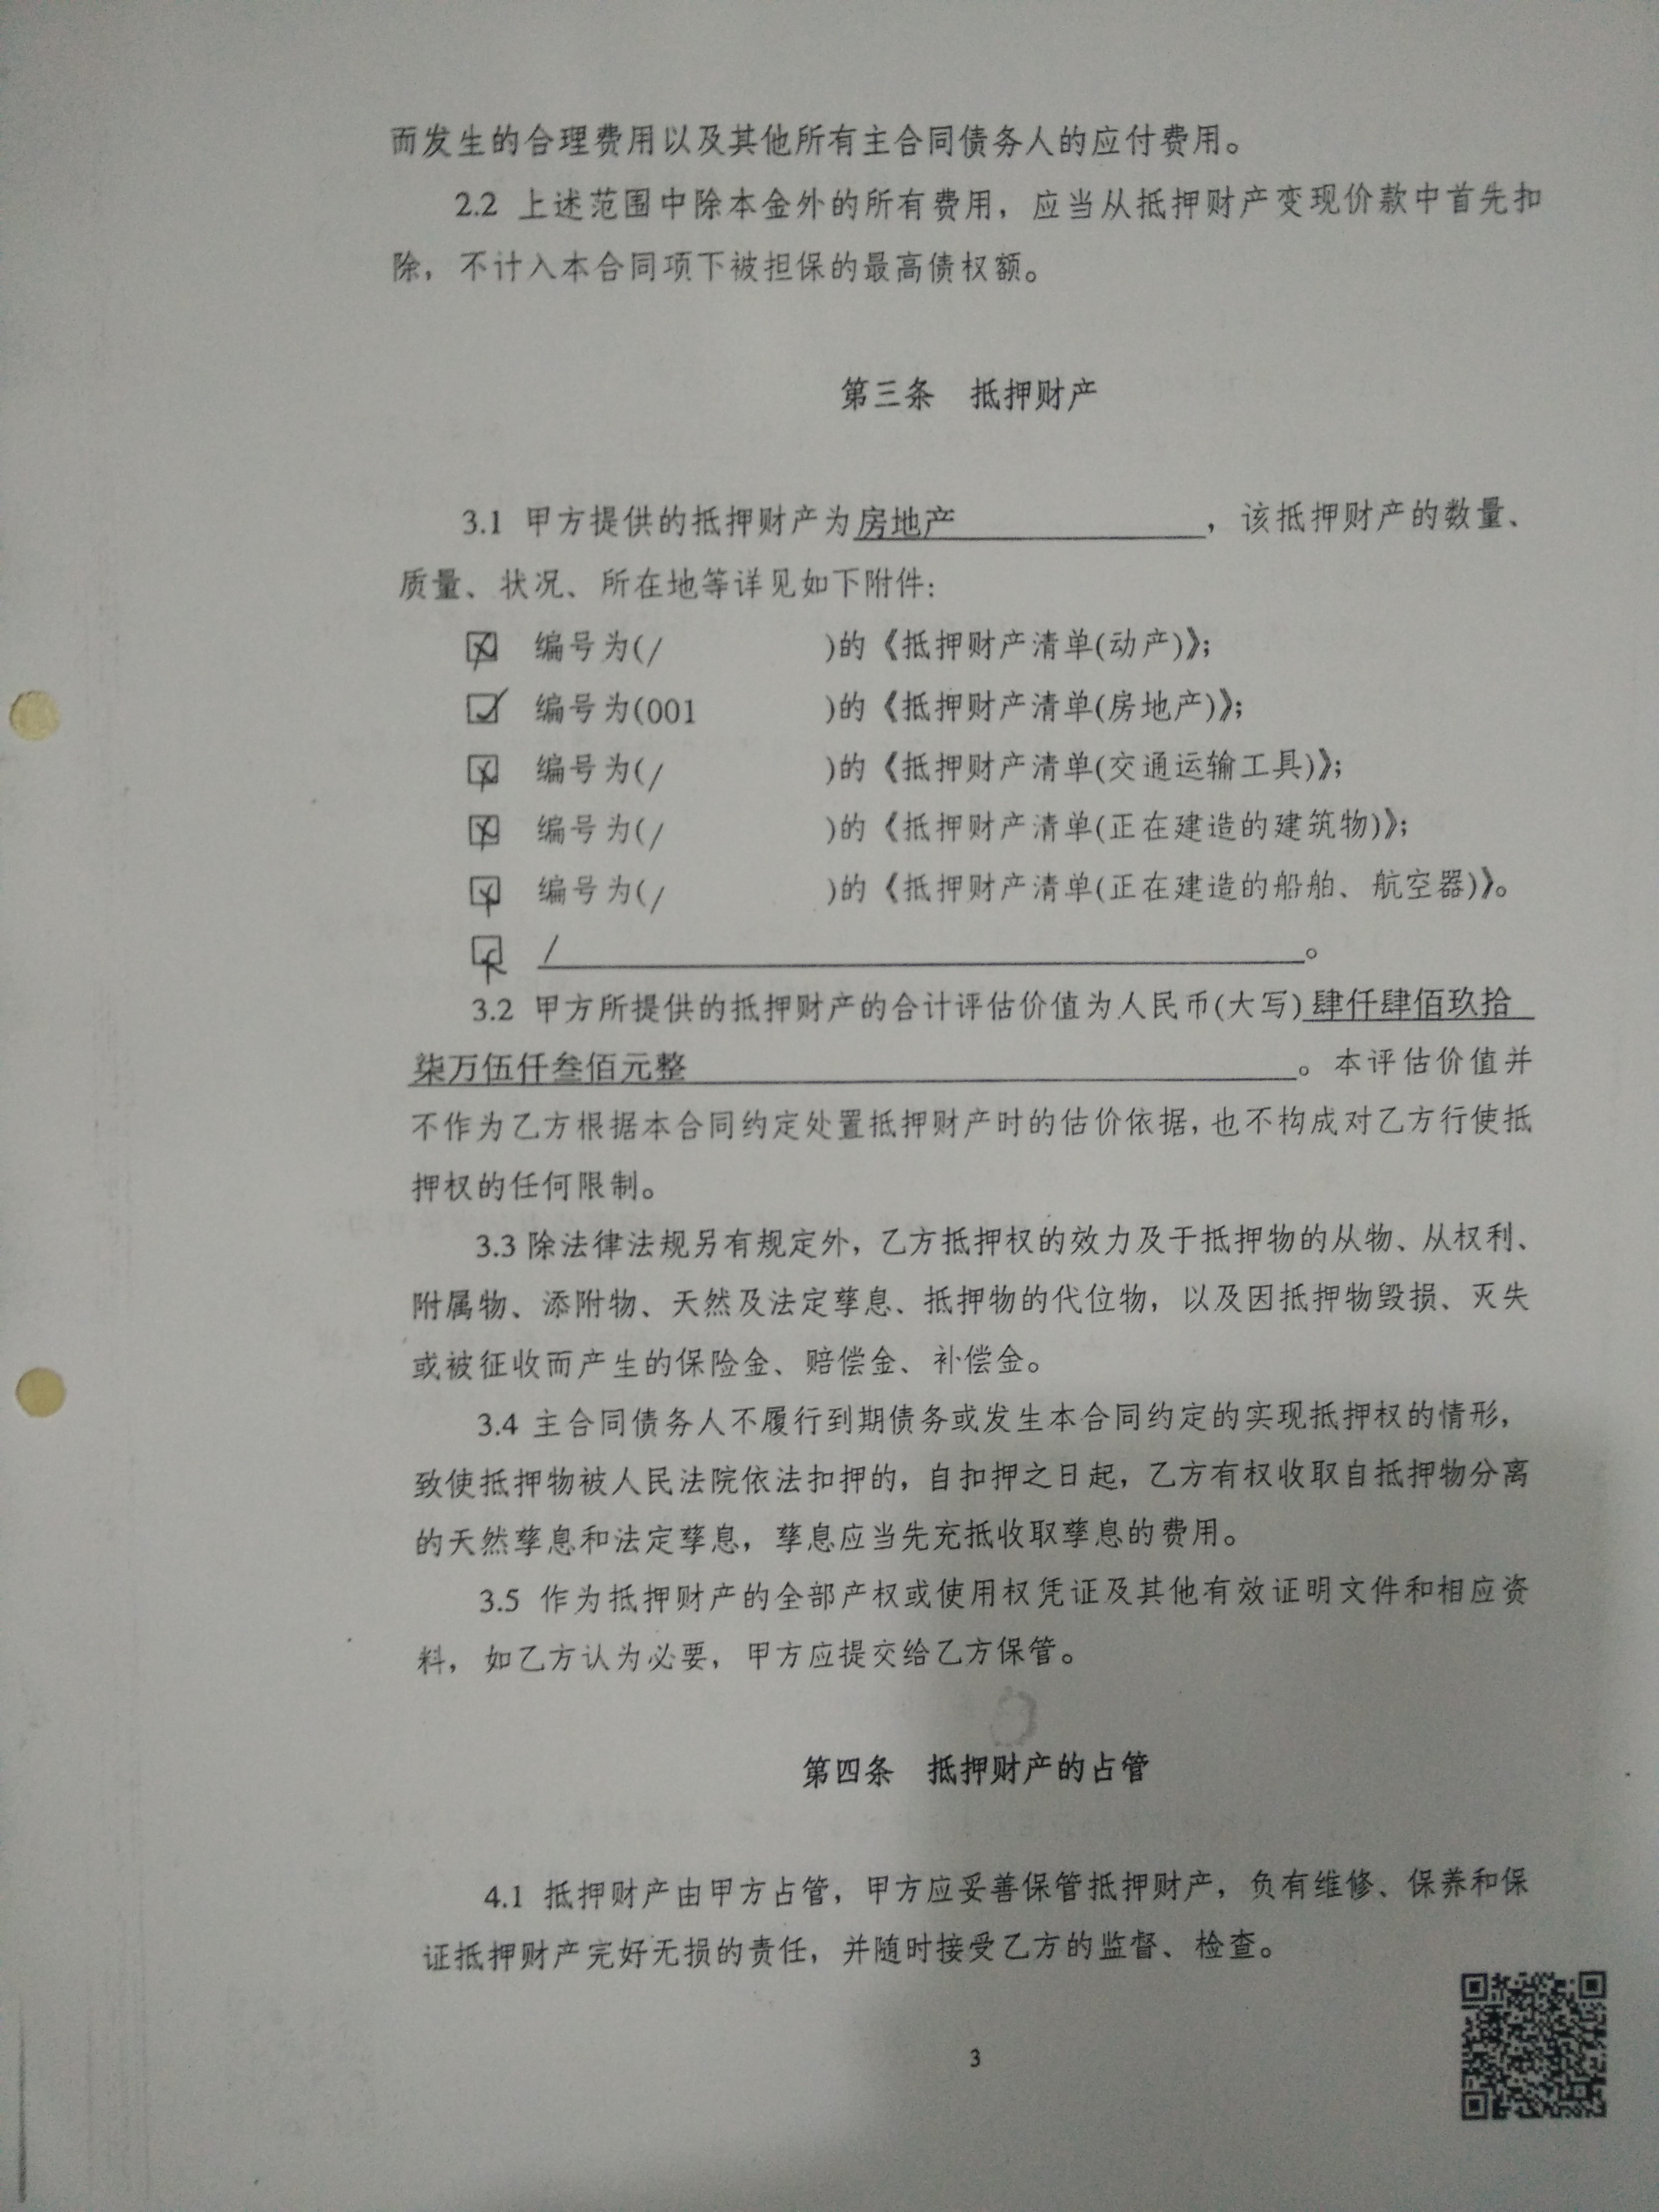 而发生的合理费用以及其他所有主合同债务人的应付费用。
2.2 上述范围中除本金外的所有费用，应当从抵押财产变现价款中首先扣
除，不计入本合同项下被担保的最高债权额。
第三条 抵押财产
3.1 甲方提供的抵押财产为房地产，该抵押财产的数量、
质量、状况、所在地等详见如下附件：
☒ 编号为(/ )的《抵押财产清单(动产)》；
☑ 编号为(001 )的《抵押财产清单(房地产)》；
☒ 编号为(/ )的《抵押财产清单(交通运输工具)》；
☒ 编号为(/ )的《抵押财产清单(正在建造的建筑物)》；
☒ 编号为(/ )的《抵押财产清单(正在建造的船舶、航空器)》。
☒ / 。
3.2 甲方所提供的抵押财产的合计评估价值为人民币(大写)肆仟肆佰玖拾
柒万伍仟叁佰元整。本评估价值并
不作为乙方根据本合同约定处置抵押财产时的估价依据，也不构成对乙方行使抵
押权的任何限制。
3.3 除法律法规另有规定外，乙方抵押权的效力及于抵押物的从物、从权利、
附属物、添附物、天然及法定孳息、抵押物的代位物，以及因抵押物毁损、灭失
或被征收而产生的保险金、赔偿金、补偿金。
3.4 主合同债务人不履行到期债务或发生本合同约定的实现抵押权的情形，
致使抵押物被人民法院依法扣押的，自扣押之日起，乙方有权收取自抵押物分离
的天然孳息和法定孳息，孳息应当先充抵收取孳息的费用。
3.5 作为抵押财产的全部产权或使用权凭证及其他有效证明文件和相应资
料，如乙方认为必要，甲方应提交给乙方保管。
第四条 抵押财产的占管
4.1 抵押财产由甲方占管，甲方应妥善保管抵押财产，负有维修、保养和保
证抵押财产完好无损的责任，并随时接受乙方的监督、检查。
3